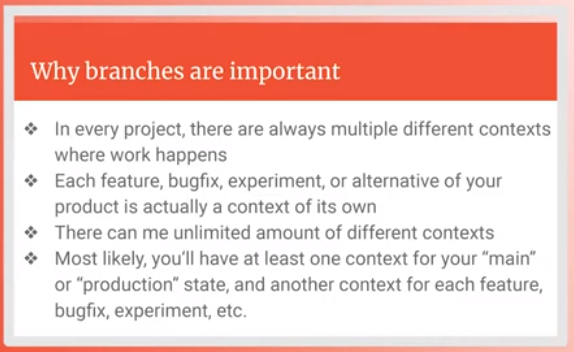 Why branches are important
❖ In every project, there are always multiple different contexts
where work happens
❖ Each feature, bugfix, experiment, or alternative of your
product is actually a context of its own
❖ There can me unlimited amount of different contexts
❖ Most likely, you’ll have at least one context for your “main”
or “production” state, and another context for each feature,
bugfix, experiment, etc.